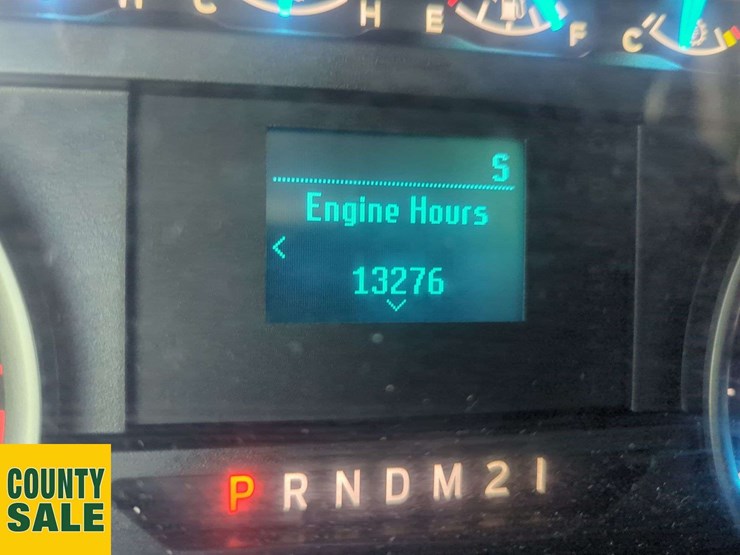 H C H E F C
S
Engine Hours
<
13276
P R N D M 2 1
COUNTY
SALE